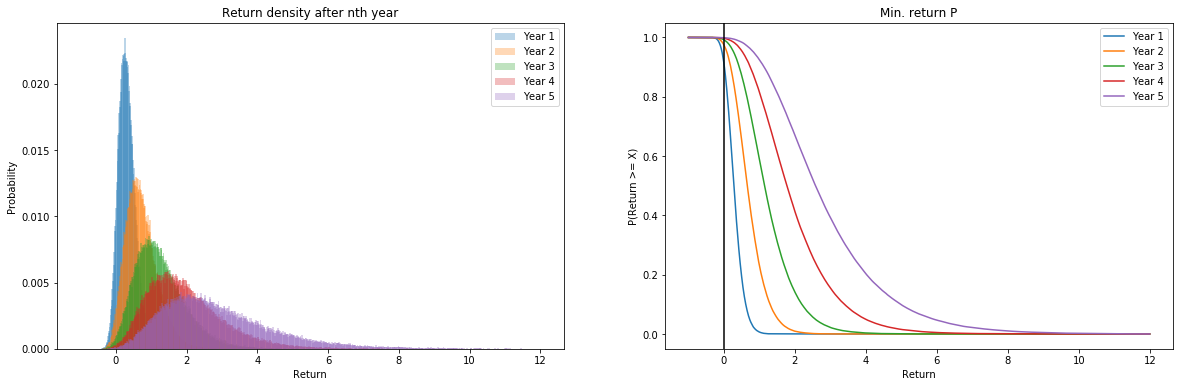 Return density after nth year
Probability
0.020
0.015
0.010
0.005
0.000
0 2 4 6 8 10 12
Return
Year 1
Year 2
Year 3
Year 4
Year 5
Min. return P
P(Return >= X)
1.0
0.8
0.6
0.4
0.2
0.0
0 2 4 6 8 10 12
Return
Year 1
Year 2
Year 3
Year 4
Year 5